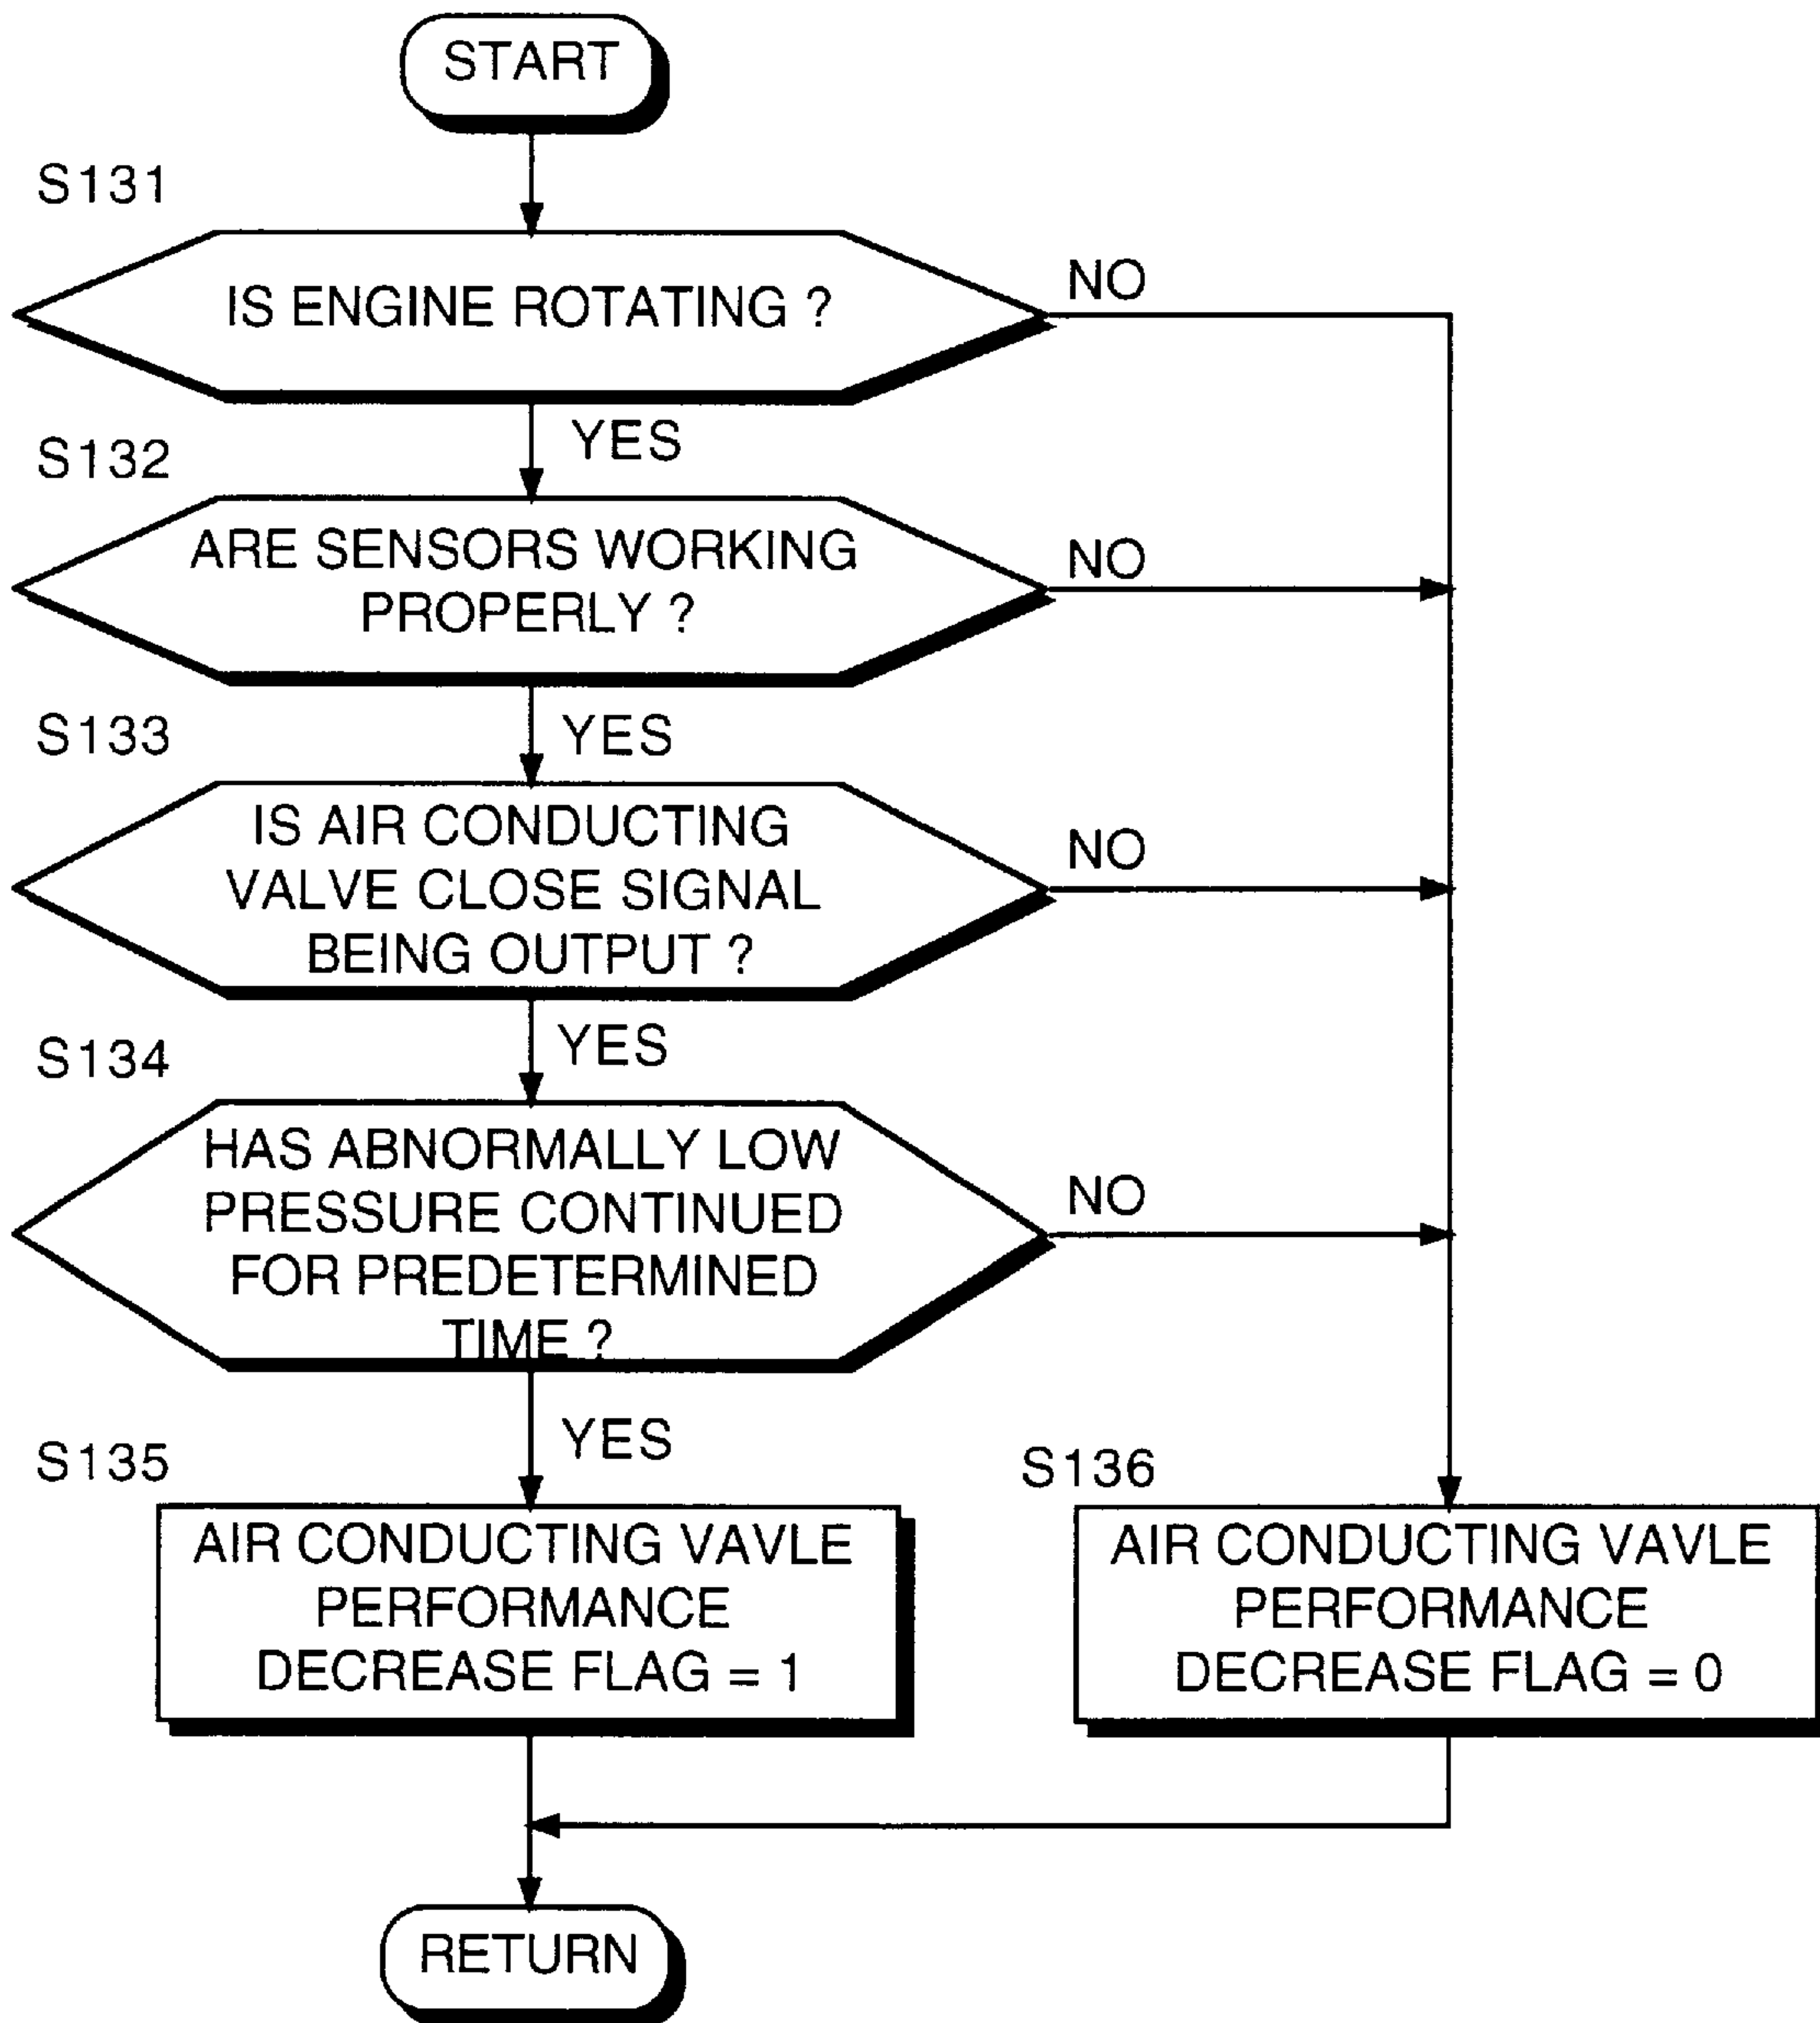 START
S131
IS ENGINE ROTATING ?
NO
YES
S132
ARE SENSORS WORKING
PROPERLY ?
NO
YES
S133
IS AIR CONDUCTING
VALVE CLOSE SIGNAL
BEING OUTPUT ?
NO
YES
S134
HAS ABNORMALLY LOW
PRESSURE CONTINUED
FOR PREDETERMINED
TIME ?
NO
YES
S135
AIR CONDUCTING VAVLE
PERFORMANCE
DECREASE FLAG = 1
S136
AIR CONDUCTING VAVLE
PERFORMANCE
DECREASE FLAG = 0
RETURN